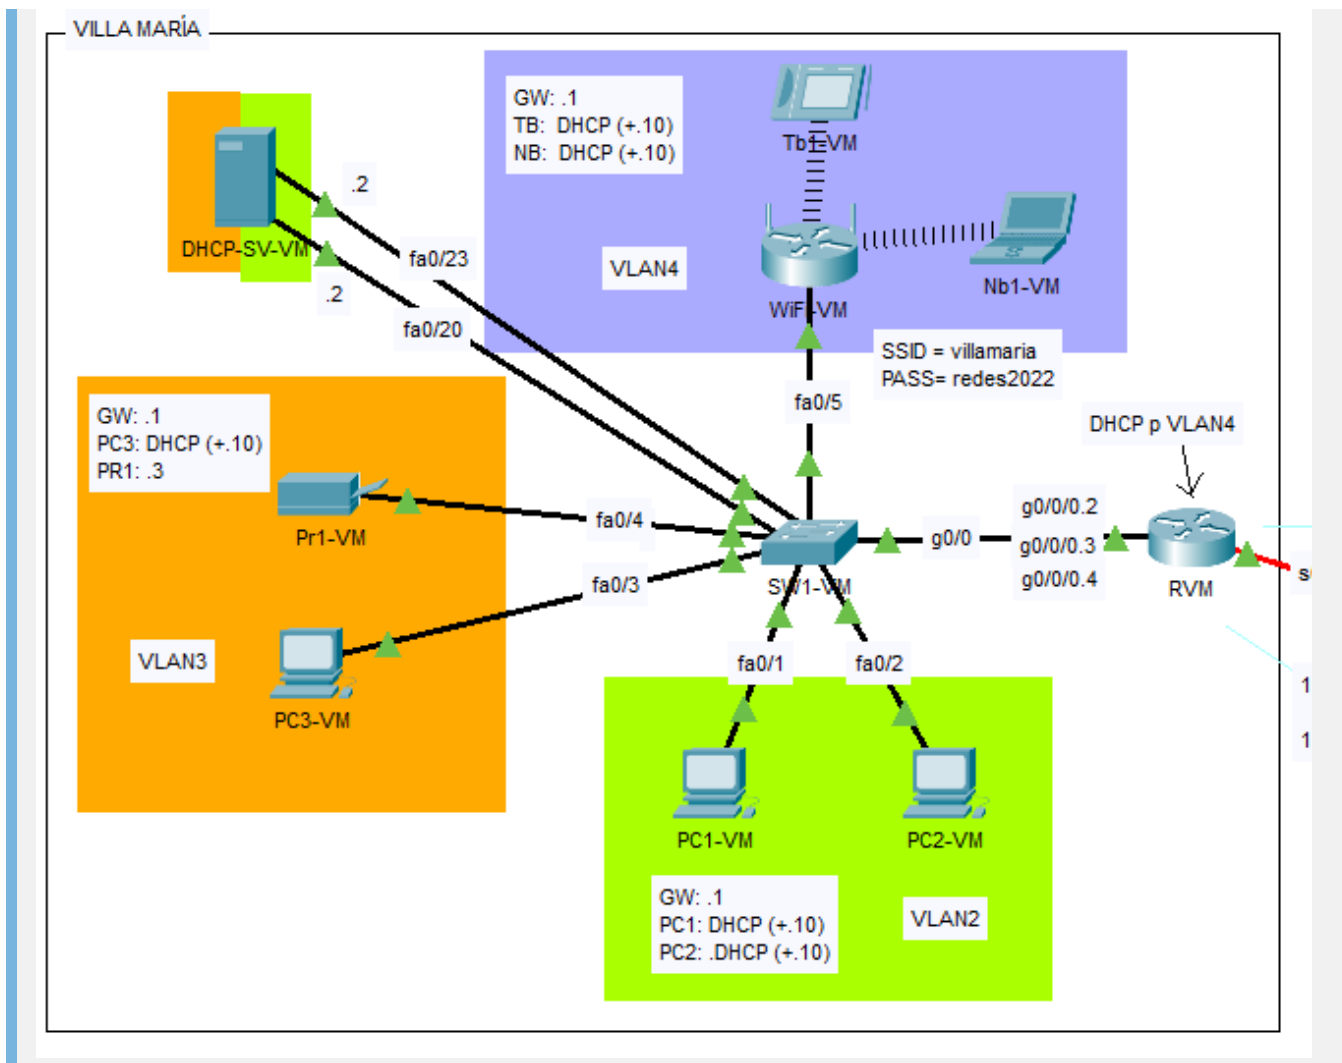 VILLA MARÍA
GW: .1
TB: DHCP (+.10)
NB: DHCP (+.10)
Tb1-VM
.2
DHCP-SV-VM
fa0/23
VLAN4
Nb1-VM
.2
WiFi-VM
fa0/20
SSID = villamaria
PASS= redes2022
fa0/5
GW: .1
PC3: DHCP (+.10)
PR1: .3
DHCP p VLAN4
Pr1-VM
fa0/4
g0/0
g0/0/0.2
g0/0/0.3
g0/0/0.4
fa0/3
SW1-VM
RVM
VLAN3
fa0/1
fa0/2
PC3-VM
1
1
PC1-VM
PC2-VM
GW: .1
PC1: DHCP (+.10)
PC2: .DHCP (+.10)
VLAN2